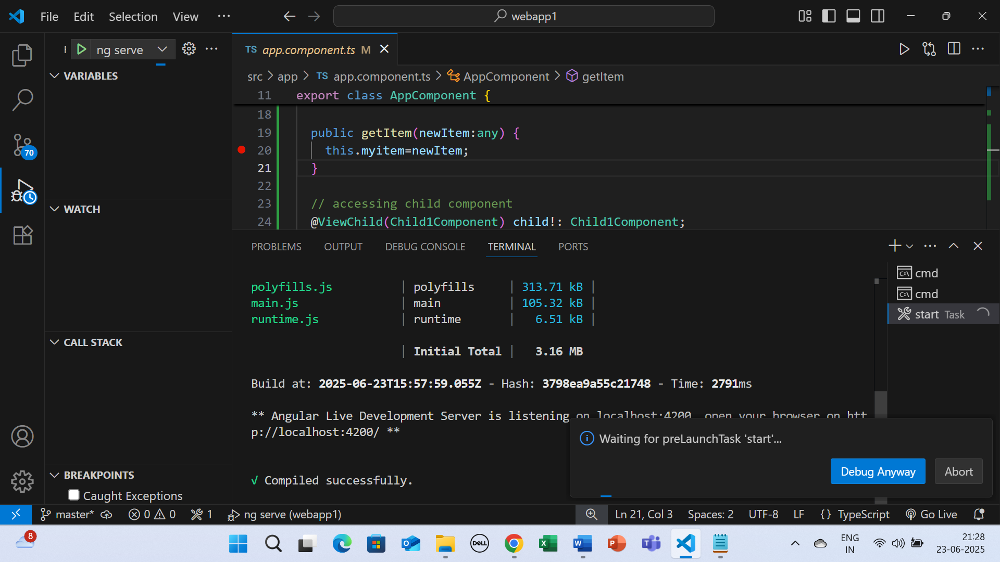 File Edit Selection View ···
webapp1
ng serve
VARIABLES
WATCH
CALL STACK
BREAKPOINTS
Caught Exceptions
70
TS app.component.ts M
src > app > TS app.component.ts > AppComponent > getItem
11 export class AppComponent {
18
19 public getItem(newItem:any) {
20 this.myitem=newItem;
21 }
22
23 // accessing child component
24 @ViewChild(Child1Component) child!: Child1Component;
PROBLEMS OUTPUT DEBUG CONSOLE TERMINAL PORTS
polyfills.js | polyfills | 313.71 kB |
main.js | main | 105.32 kB |
runtime.js | runtime | 6.51 kB |
| Initial Total | 3.16 MB
Build at: 2025-06-23T15:57:59.055Z - Hash: 3798ea9a55c21748 - Time: 2791ms
** Angular Live Development Server is listening on localhost:4200, open your browser on htt
p://localhost:4200/ **
√ Compiled successfully.
cmd
cmd
start Task
Waiting for preLaunchTask 'start'...
Debug Anyway Abort
master* 0 0 1 ng serve (webapp1) Ln 21, Col 3 Spaces: 2 UTF-8 LF {} TypeScript Go Live
8
DELL
ENG
IN
21:28
23-06-2025